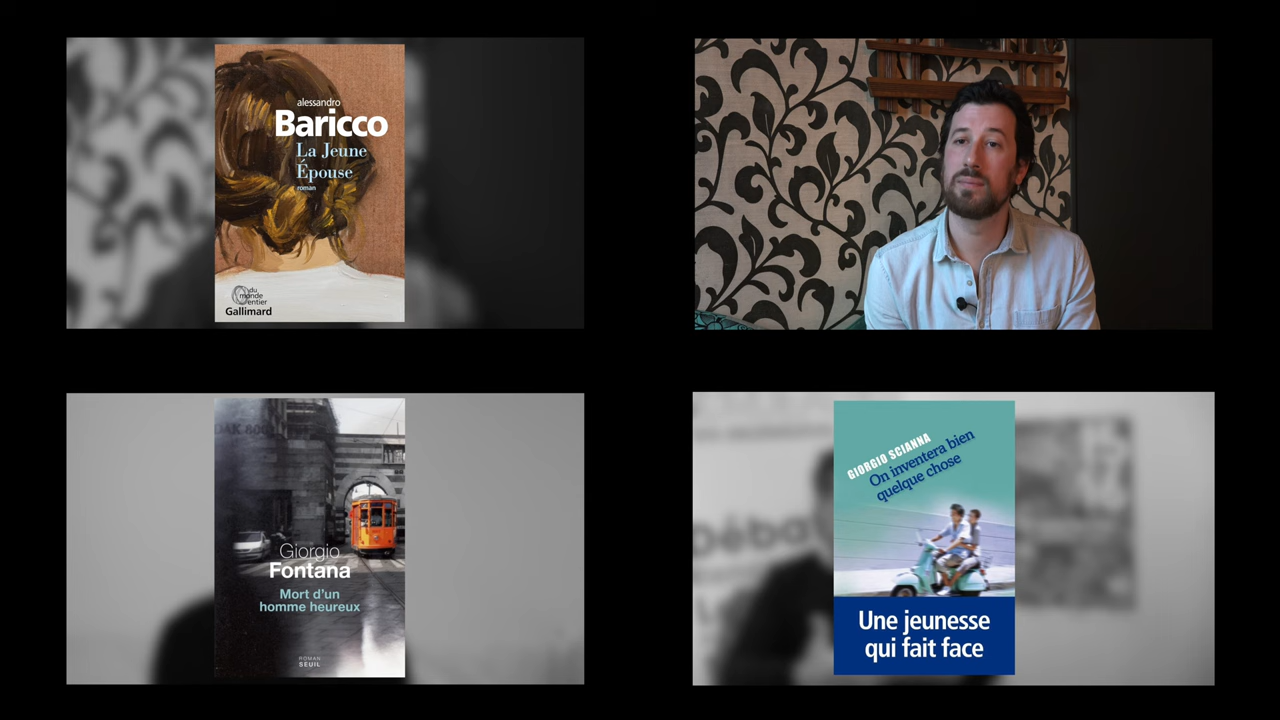 alessandro
Baricco
La Jeune
Épouse
roman
du
monde
entier
Gallimard
Giorgio
Fontana
Mort d'un
homme heureux
ROMAN
SEUIL
GIORGIO SCIANNA
On inventera bien
quelque chose
Une jeunesse
qui fait face
Déba